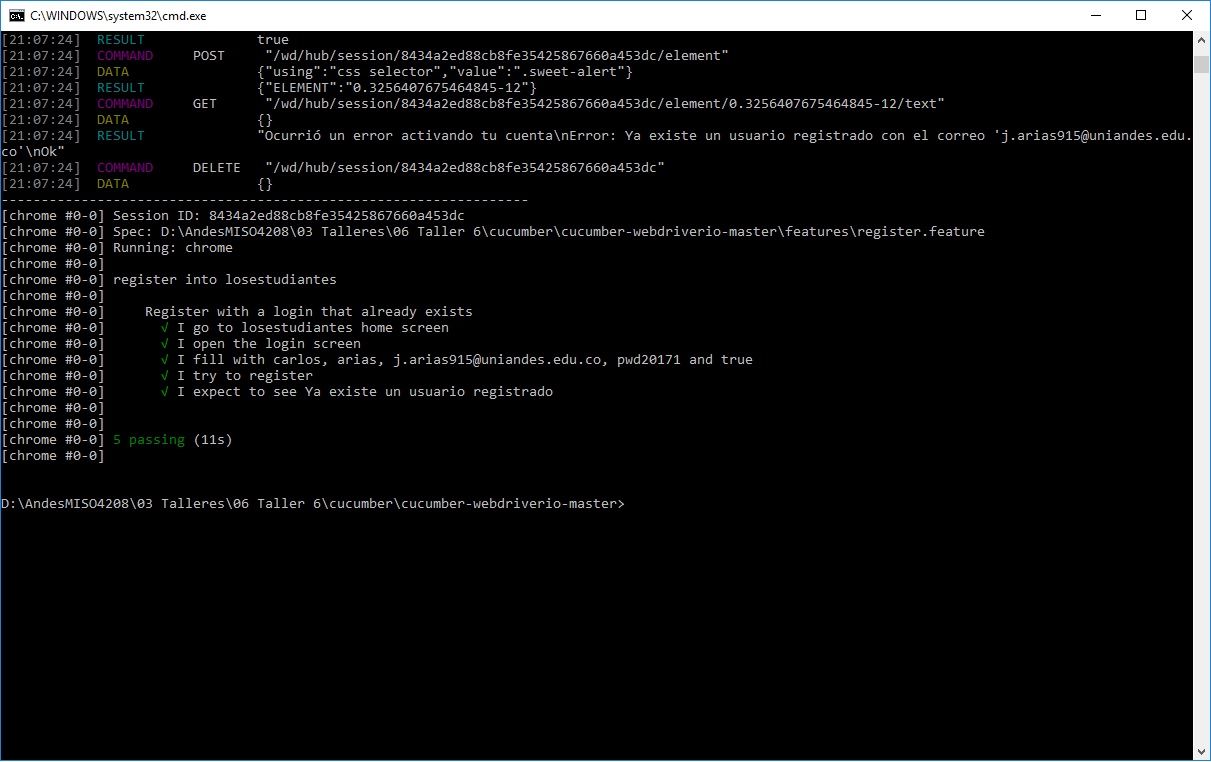 C:\WINDOWS\system32\cmd.exe
[21:07:24]  RESULT              true
[21:07:24]  COMMAND     POST     "/wd/hub/session/8434a2ed88cb8fe35425867660a453dc/element"
[21:07:24]  DATA                {"using":"css selector","value":".sweet-alert"}
[21:07:24]  RESULT              {"ELEMENT":"0.3256407675464845-12"}
[21:07:24]  COMMAND     GET      "/wd/hub/session/8434a2ed88cb8fe35425867660a453dc/element/0.3256407675464845-12/text"
[21:07:24]  DATA                {}
[21:07:24]  RESULT              "Ocurrió un error activando tu cuenta\nError: Ya existe un usuario registrado con el correo 'j.arias915@uniandes.edu.
co'\nOk"
[21:07:24]  COMMAND     DELETE   "/wd/hub/session/8434a2ed88cb8fe35425867660a453dc"
[21:07:24]  DATA                {}
------------------------------------------------------------------
[chrome #0-0] Session ID: 8434a2ed88cb8fe35425867660a453dc
[chrome #0-0] Spec: D:\AndesMISO4208\03 Talleres\06 Taller 6\cucumber\cucumber-webdriverio-master\features\register.feature
[chrome #0-0] Running: chrome
[chrome #0-0]
[chrome #0-0] register into losestudiantes
[chrome #0-0]
[chrome #0-0]     Register with a login that already exists
[chrome #0-0]       √ I go to losestudiantes home screen
[chrome #0-0]       √ I open the login screen
[chrome #0-0]       √ I fill with carlos, arias, j.arias915@uniandes.edu.co, pwd20171 and true
[chrome #0-0]       √ I try to register
[chrome #0-0]       √ I expect to see Ya existe un usuario registrado
[chrome #0-0]
[chrome #0-0]
[chrome #0-0] 5 passing (11s)
[chrome #0-0]
D:\AndesMISO4208\03 Talleres\06 Taller 6\cucumber\cucumber-webdriverio-master>